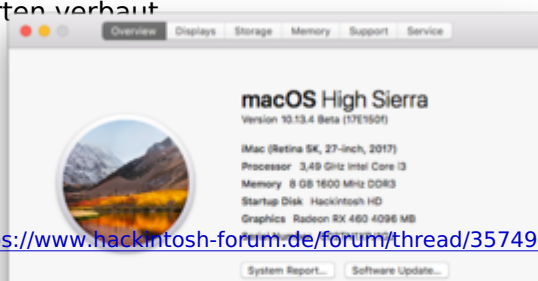 rten verbaut
Overview Displays Storage Memory Support Service
macOS High Sierra
Version 10.13.4 Beta (17E150f)
iMac (Retina 5K, 27-inch, 2017)
Processor 3,49 GHz Intel Core i3
Memory 8 GB 1600 MHz DDR3
Startup Disk Hackintosh HD
Graphics Radeon RX 460 4096 MB
s://www.hackintosh-forum.de/forum/thread/35749
System Report... Software Update...